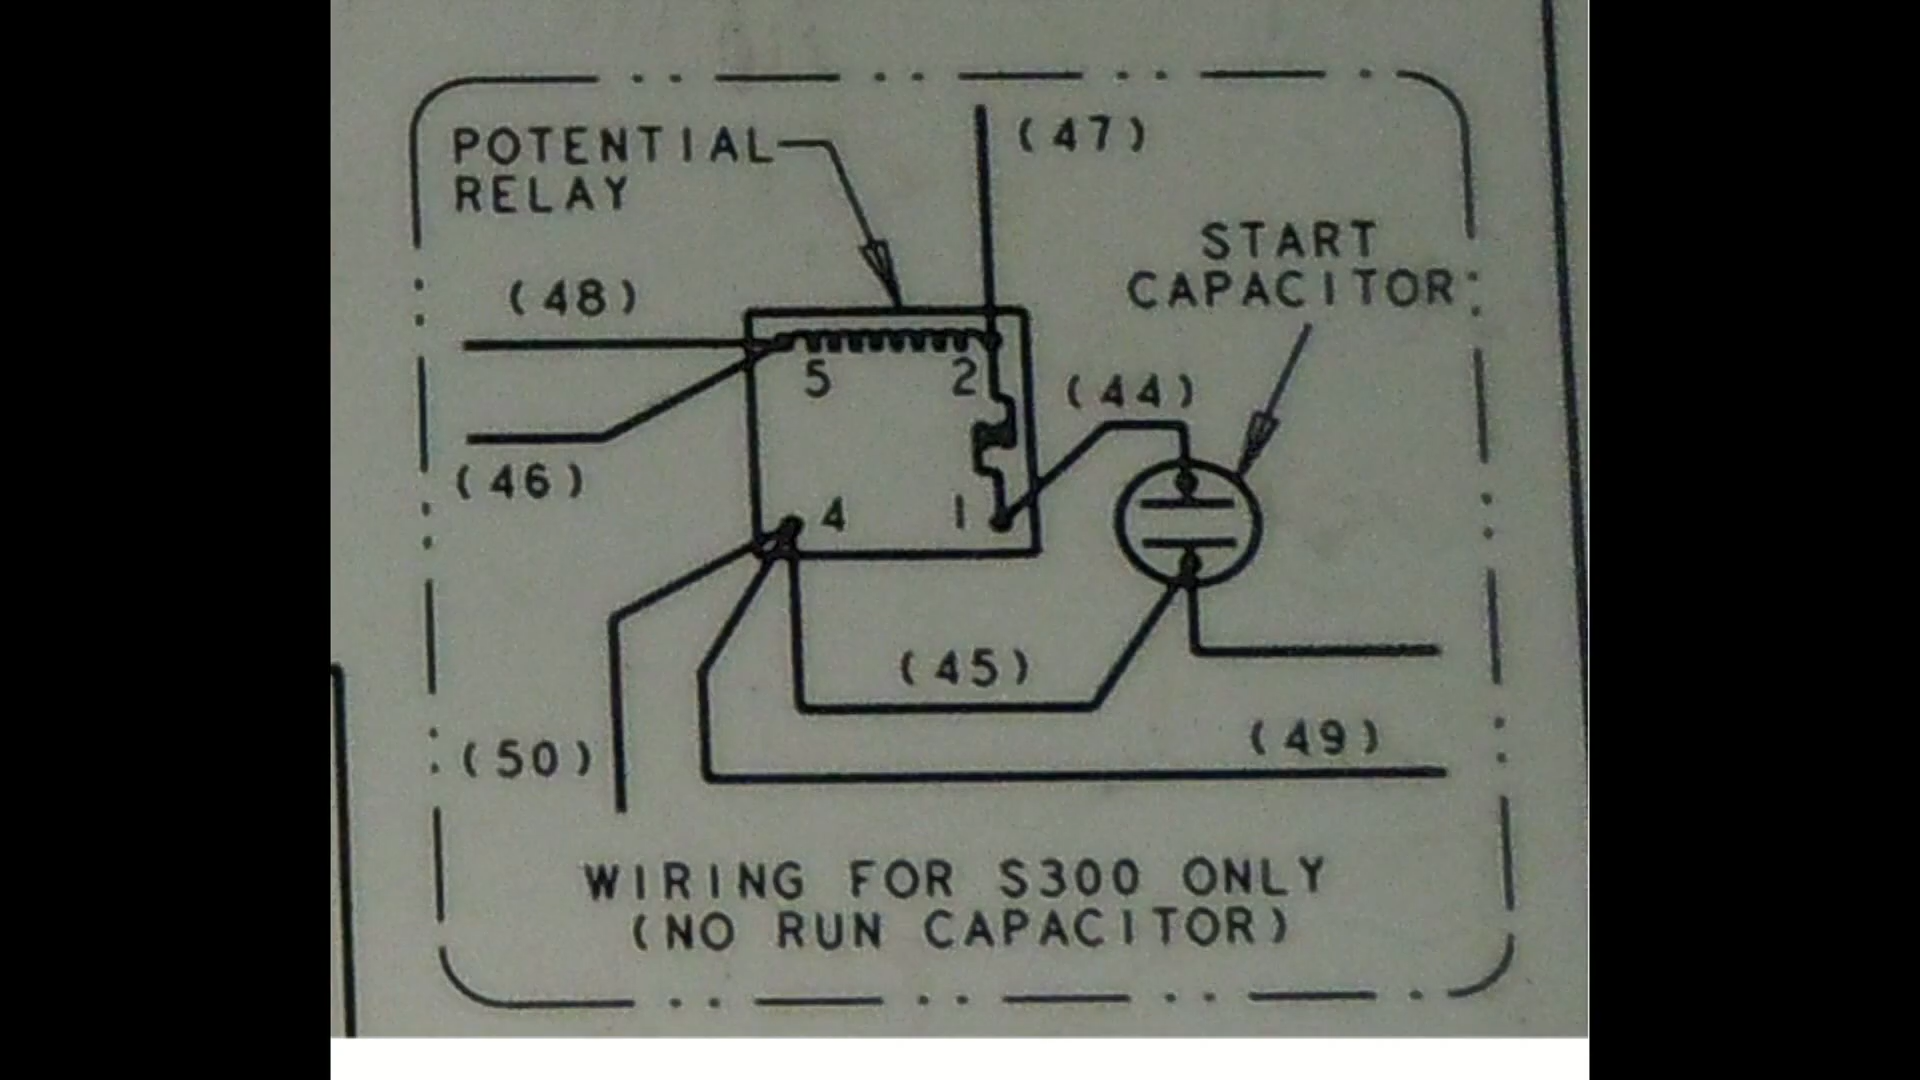 POTENTIAL
RELAY
(47)
START
CAPACITOR
(48)
5
2
(44)
(46)
4
1
(45)
(49)
(50)
WIRING FOR S300 ONLY
(NO RUN CAPACITOR)